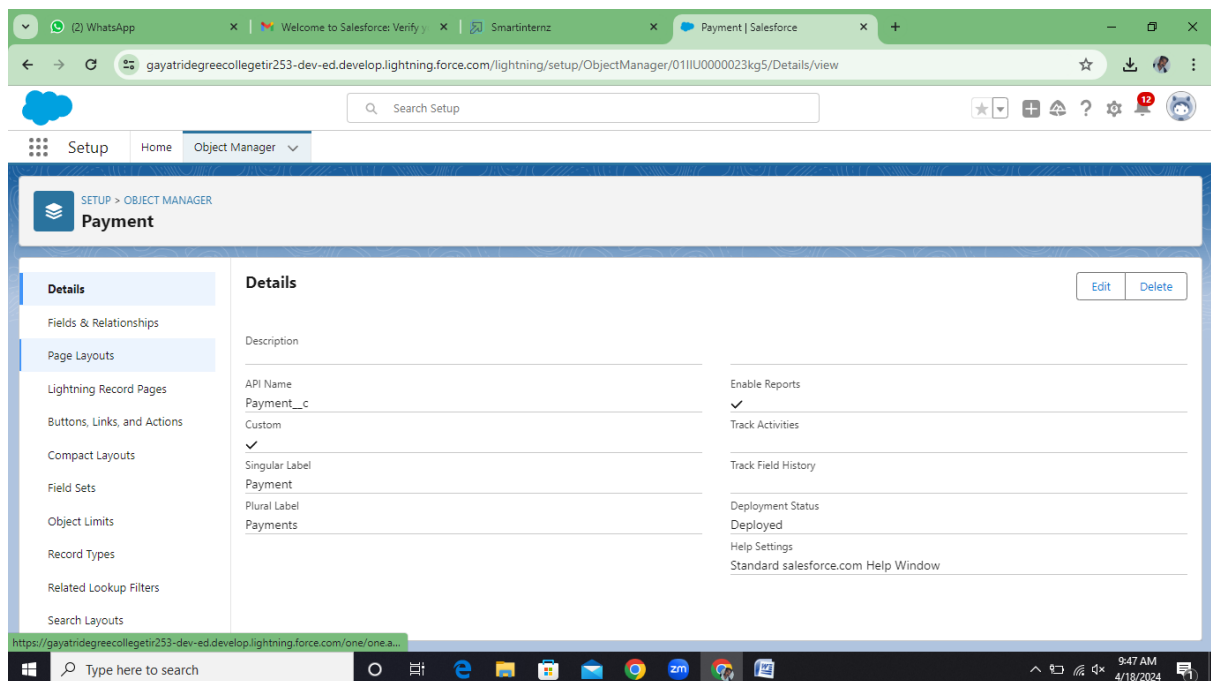 (2) WhatsApp
Welcome to Salesforce: Verify y
Smartinternz
Payment | Salesforce
gayatridegreecollegetir253-dev-ed.develop.lightning.force.com/lightning/setup/ObjectManager/01IIU0000023kg5/Details/view
Search Setup
12
Setup
Home
Object Manager
SETUP > OBJECT MANAGER
Payment
Details
Fields & Relationships
Page Layouts
Lightning Record Pages
Buttons, Links, and Actions
Compact Layouts
Field Sets
Object Limits
Record Types
Related Lookup Filters
Search Layouts
Details
Edit
Delete
Description
API Name
Payment__c
Custom
Singular Label
Payment
Plural Label
Payments
Enable Reports
Track Activities
Track Field History
Deployment Status
Deployed
Help Settings
Standard salesforce.com Help Window
https://gayatridegreecollegetir253-dev-ed.develop.lightning.force.com/one/one.a...
Type here to search
zm
9:47 AM
4/18/2024
1